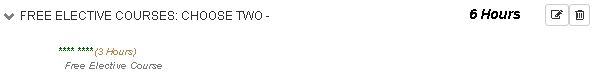 FREE ELECTIVE COURSES: CHOOSE TWO - 6 Hours
**** **** (3 Hours)
Free Elective Course